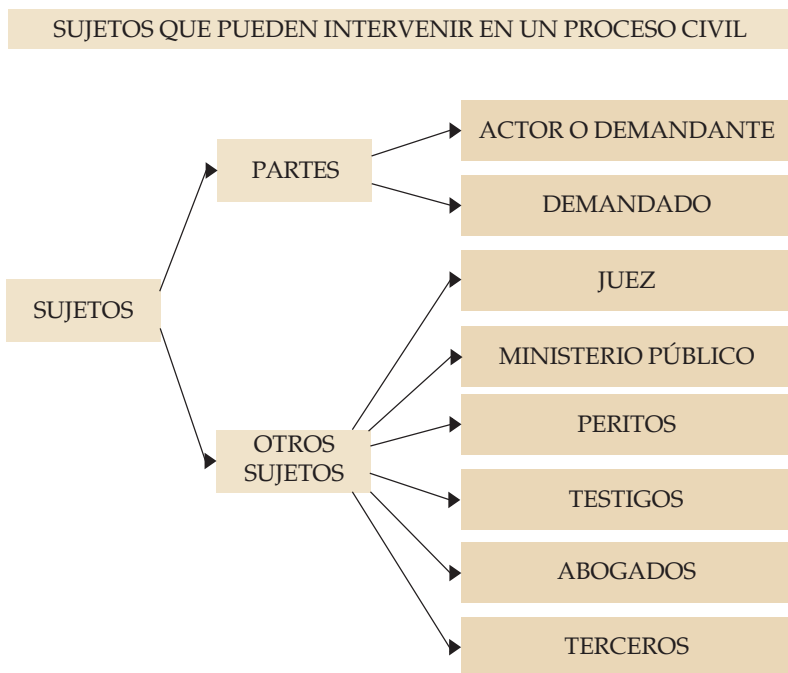 SUJETOS QUE PUEDEN INTERVENIR EN UN PROCESO CIVIL
SUJETOS
PARTES
ACTOR O DEMANDANTE
DEMANDADO
OTROS
SUJETOS
JUEZ
MINISTERIO PÚBLICO
PERITOS
TESTIGOS
ABOGADOS
TERCEROS